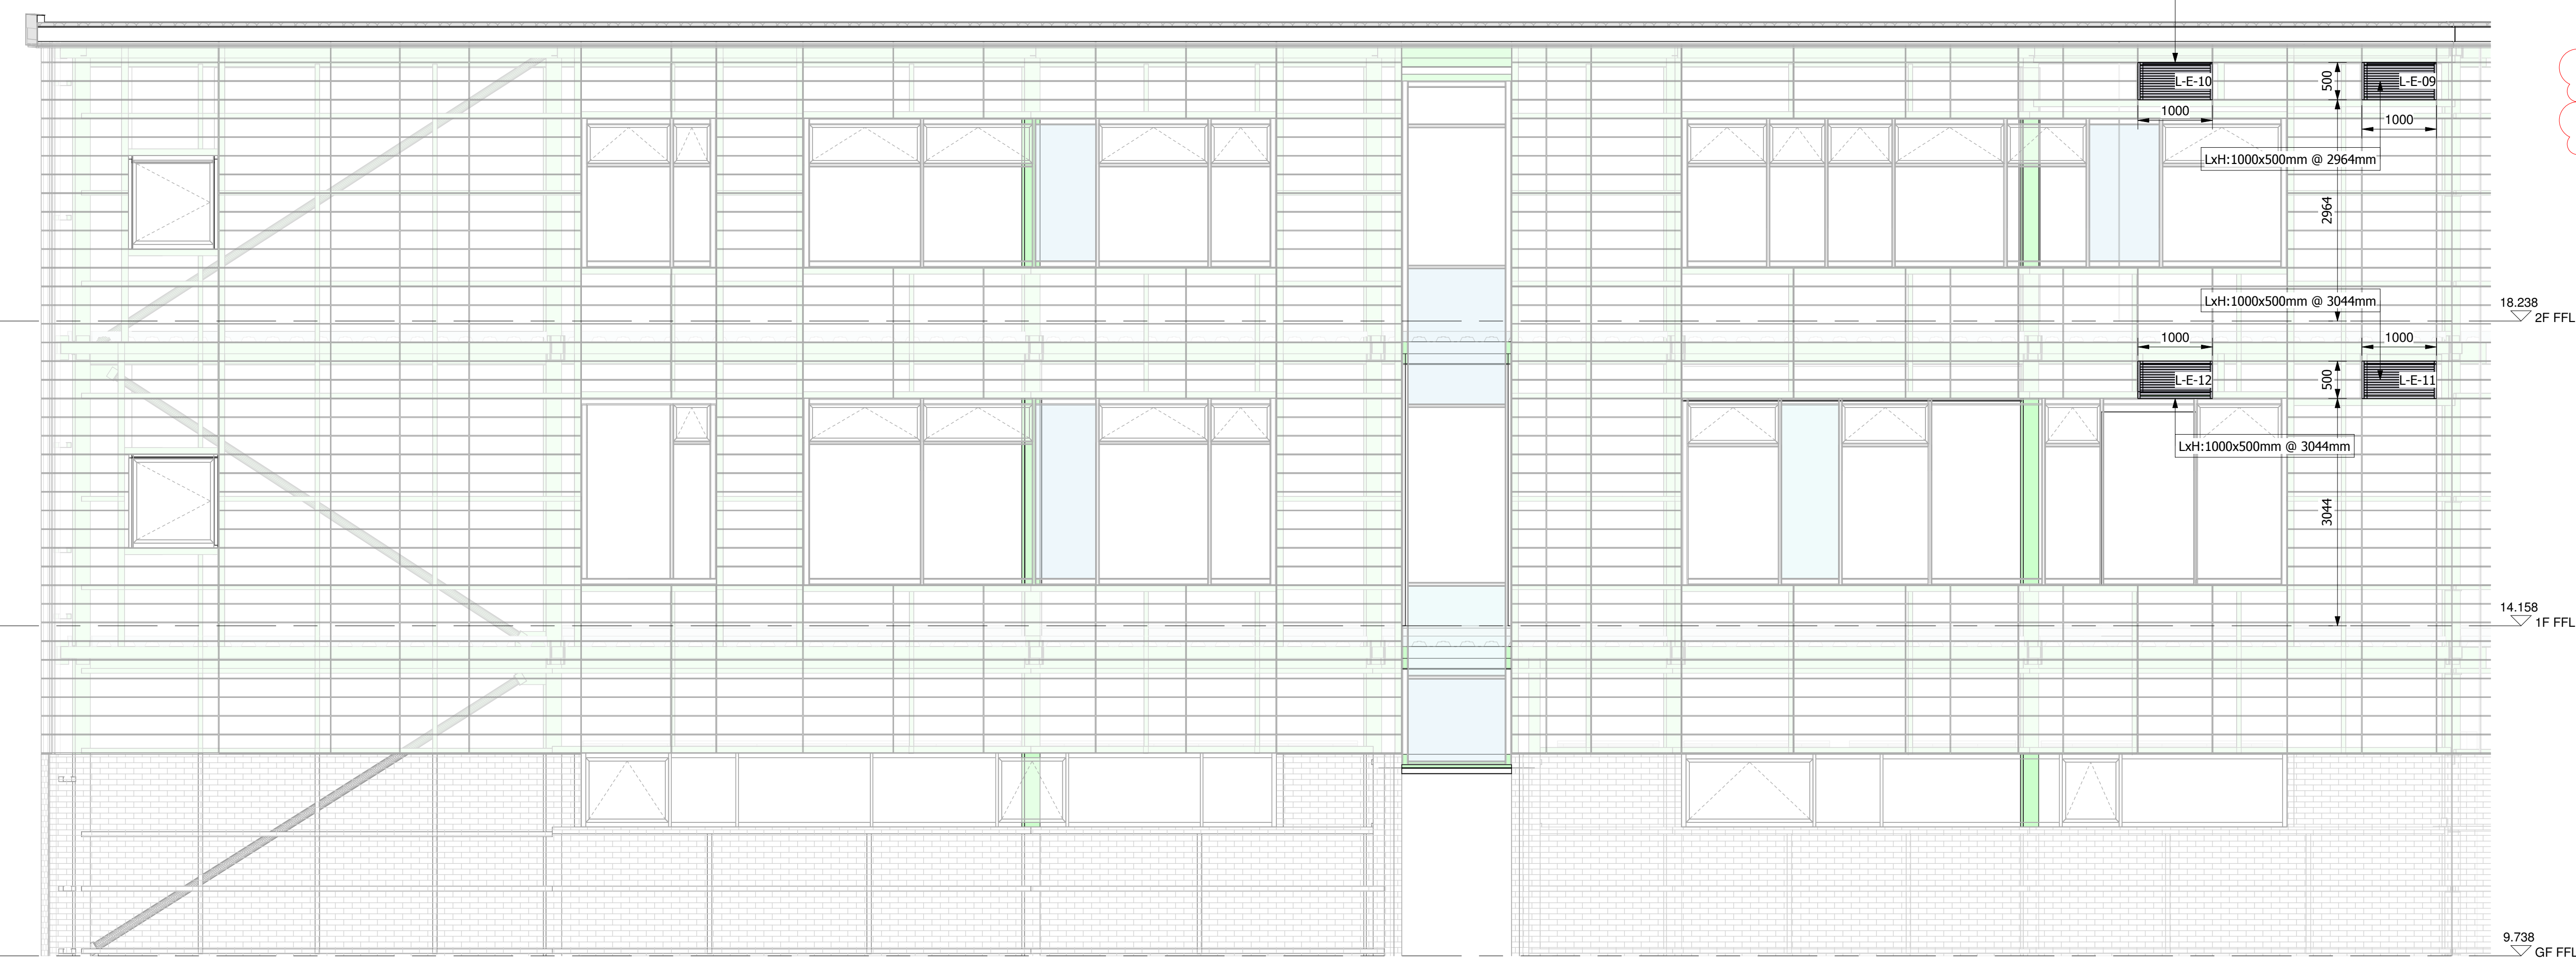 L-E-10
500
L-E-09
1000
1000
LxH:1000x500mm @ 2964mm
2964
LxH:1000x500mm @ 3044mm
18.238
2F FFL
1000
1000
L-E-12
500
L-E-11
LxH:1000x500mm @ 3044mm
3044
14.158
1F FFL
9.738
GF FFL